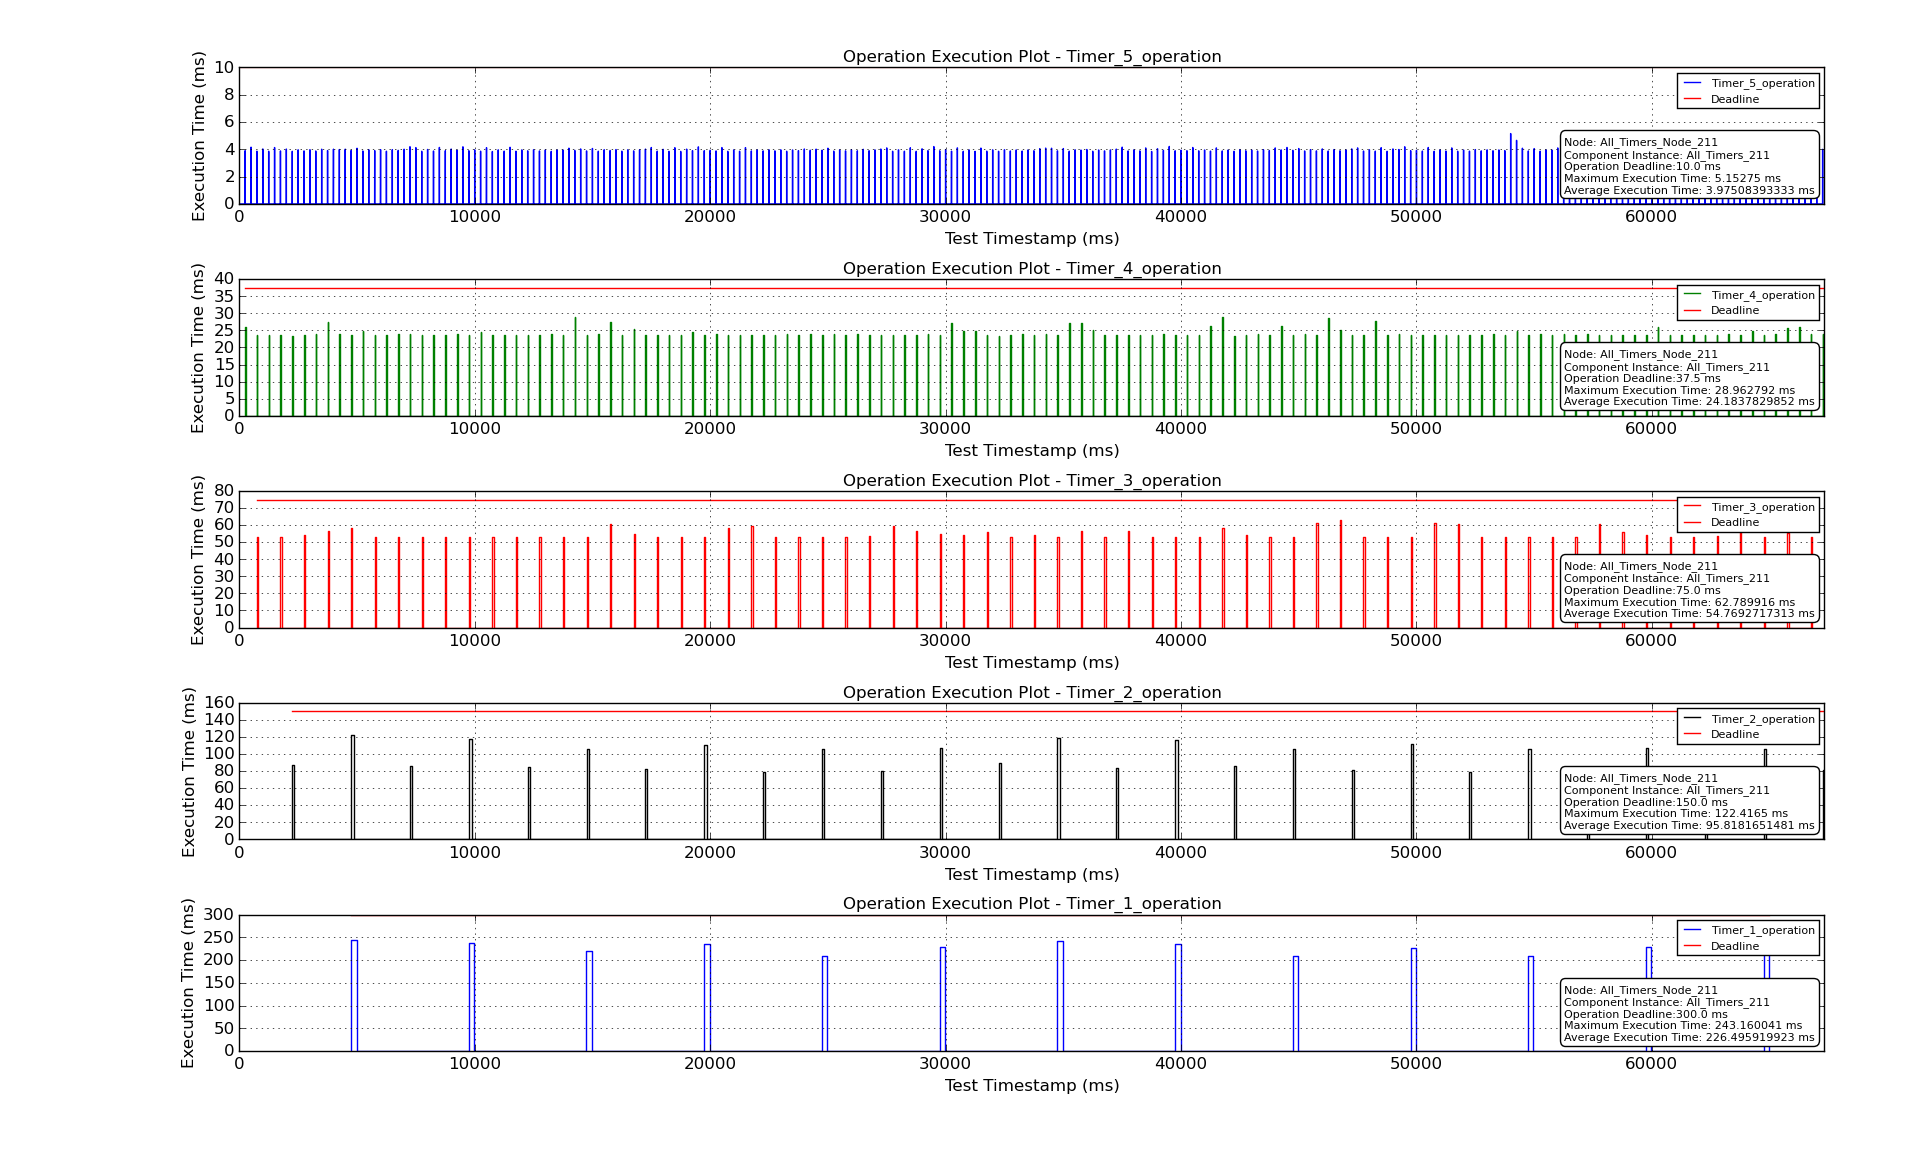 Operation Execution Plot - Timer_5_operation
Execution Time (ms)
10
8
6
4
2
0
Timer_5_operation
Deadline
Node: All_Timers_Node_211
Component Instance: All_Timers_211
Operation Deadline:10.0 ms
Maximum Execution Time: 5.15275 ms
Average Execution Time: 3.97508393333 ms
0 10000 20000 30000 40000 50000 60000
Test Timestamp (ms)
Operation Execution Plot - Timer_4_operation
Execution Time (ms)
40
35
30
25
20
15
10
5
0
Timer_4_operation
Deadline
Node: All_Timers_Node_211
Component Instance: All_Timers_211
Operation Deadline:37.5 ms
Maximum Execution Time: 28.962792 ms
Average Execution Time: 24.1837829852 ms
0 10000 20000 30000 40000 50000 60000
Test Timestamp (ms)
Operation Execution Plot - Timer_3_operation
Execution Time (ms)
80
70
60
50
40
30
20
10
0
Timer_3_operation
Deadline
Node: All_Timers_Node_211
Component Instance: All_Timers_211
Operation Deadline:75.0 ms
Maximum Execution Time: 62.789916 ms
Average Execution Time: 54.7692717313 ms
0 10000 20000 30000 40000 50000 60000
Test Timestamp (ms)
Operation Execution Plot - Timer_2_operation
Execution Time (ms)
160
140
120
100
80
60
40
20
0
Timer_2_operation
Deadline
Node: All_Timers_Node_211
Component Instance: All_Timers_211
Operation Deadline:150.0 ms
Maximum Execution Time: 122.4165 ms
Average Execution Time: 95.8181651481 ms
0 10000 20000 30000 40000 50000 60000
Test Timestamp (ms)
Operation Execution Plot - Timer_1_operation
Execution Time (ms)
300
250
200
150
100
50
0
Timer_1_operation
Deadline
Node: All_Timers_Node_211
Component Instance: All_Timers_211
Operation Deadline:300.0 ms
Maximum Execution Time: 243.160041 ms
Average Execution Time: 226.495919923 ms
0 10000 20000 30000 40000 50000 60000
Test Timestamp (ms)